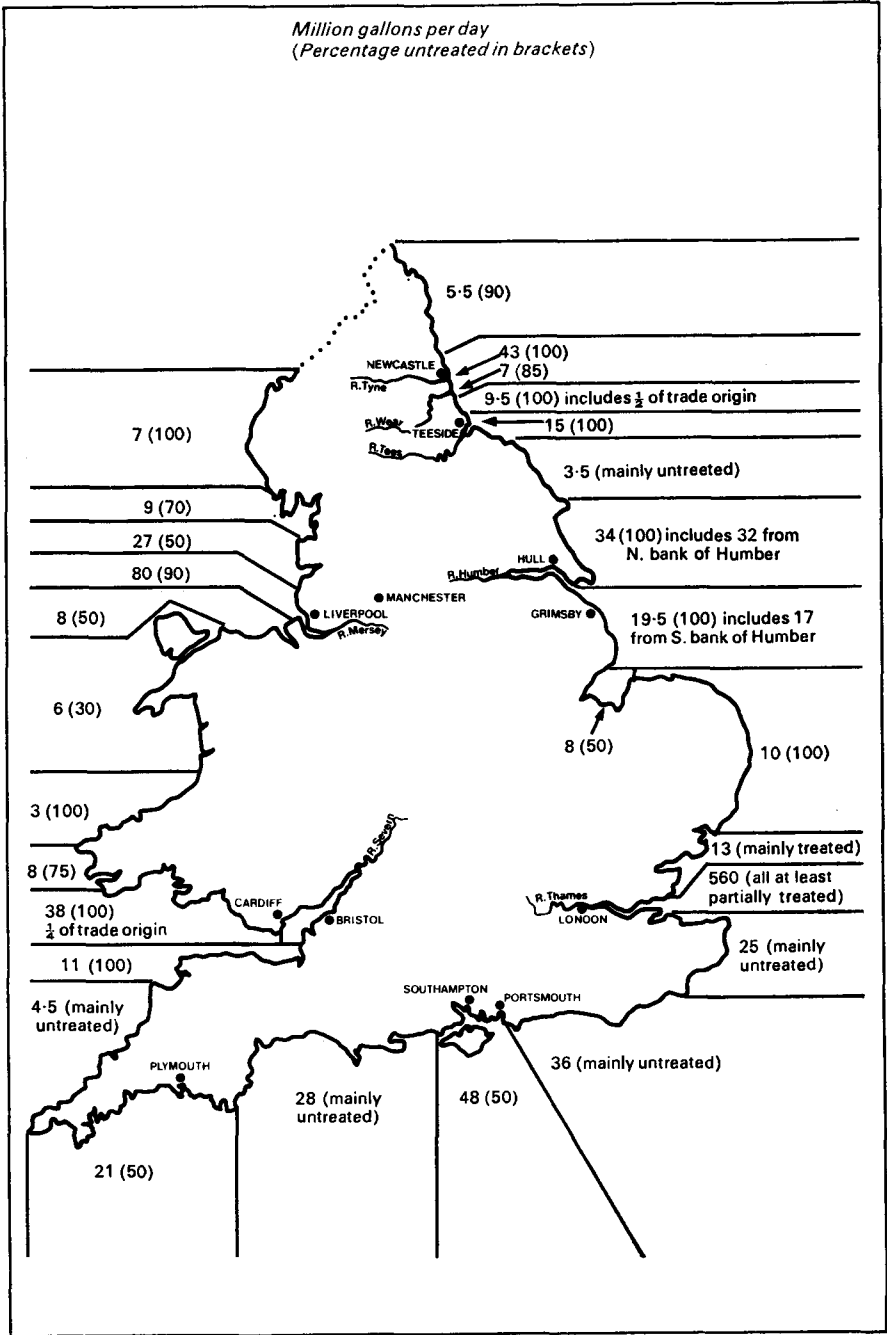 Million gallons per day
(Percentage untreated in brackets)
5·5 (90)
NEWCASTLE
43 (100)
R.Tyne
7 (85)
9·5 (100) includes ½ of trade origin
R.Wear
TEESIDE
15 (100)
R.Tees
7 (100)
3·5 (mainly untreeted)
9 (70)
27 (50)
80 (90)
8 (50)
34 (100) includes 32 from
N. bank of Humber
HULL
R.Humber
MANCHESTER
LIVERPOOL
R.Mersey
GRIMSBY
19·5 (100) includes 17
from S. bank of Humber
6 (30)
8 (50)
10 (100)
3 (100)
R.Severn
8 (75)
13 (mainly treated)
560 (all at least
partially treated)
R.Thames
LONDON
CARDIFF
BRISTOL
38 (100)
¼ of trade origin
11 (100)
25 (mainly
untreated)
4·5 (mainly
untreated)
SOUTHAMPTON
PORTSMOUTH
PLYMOUTH
28 (mainly
untreated)
48 (50)
36 (mainly untreated)
21 (50)